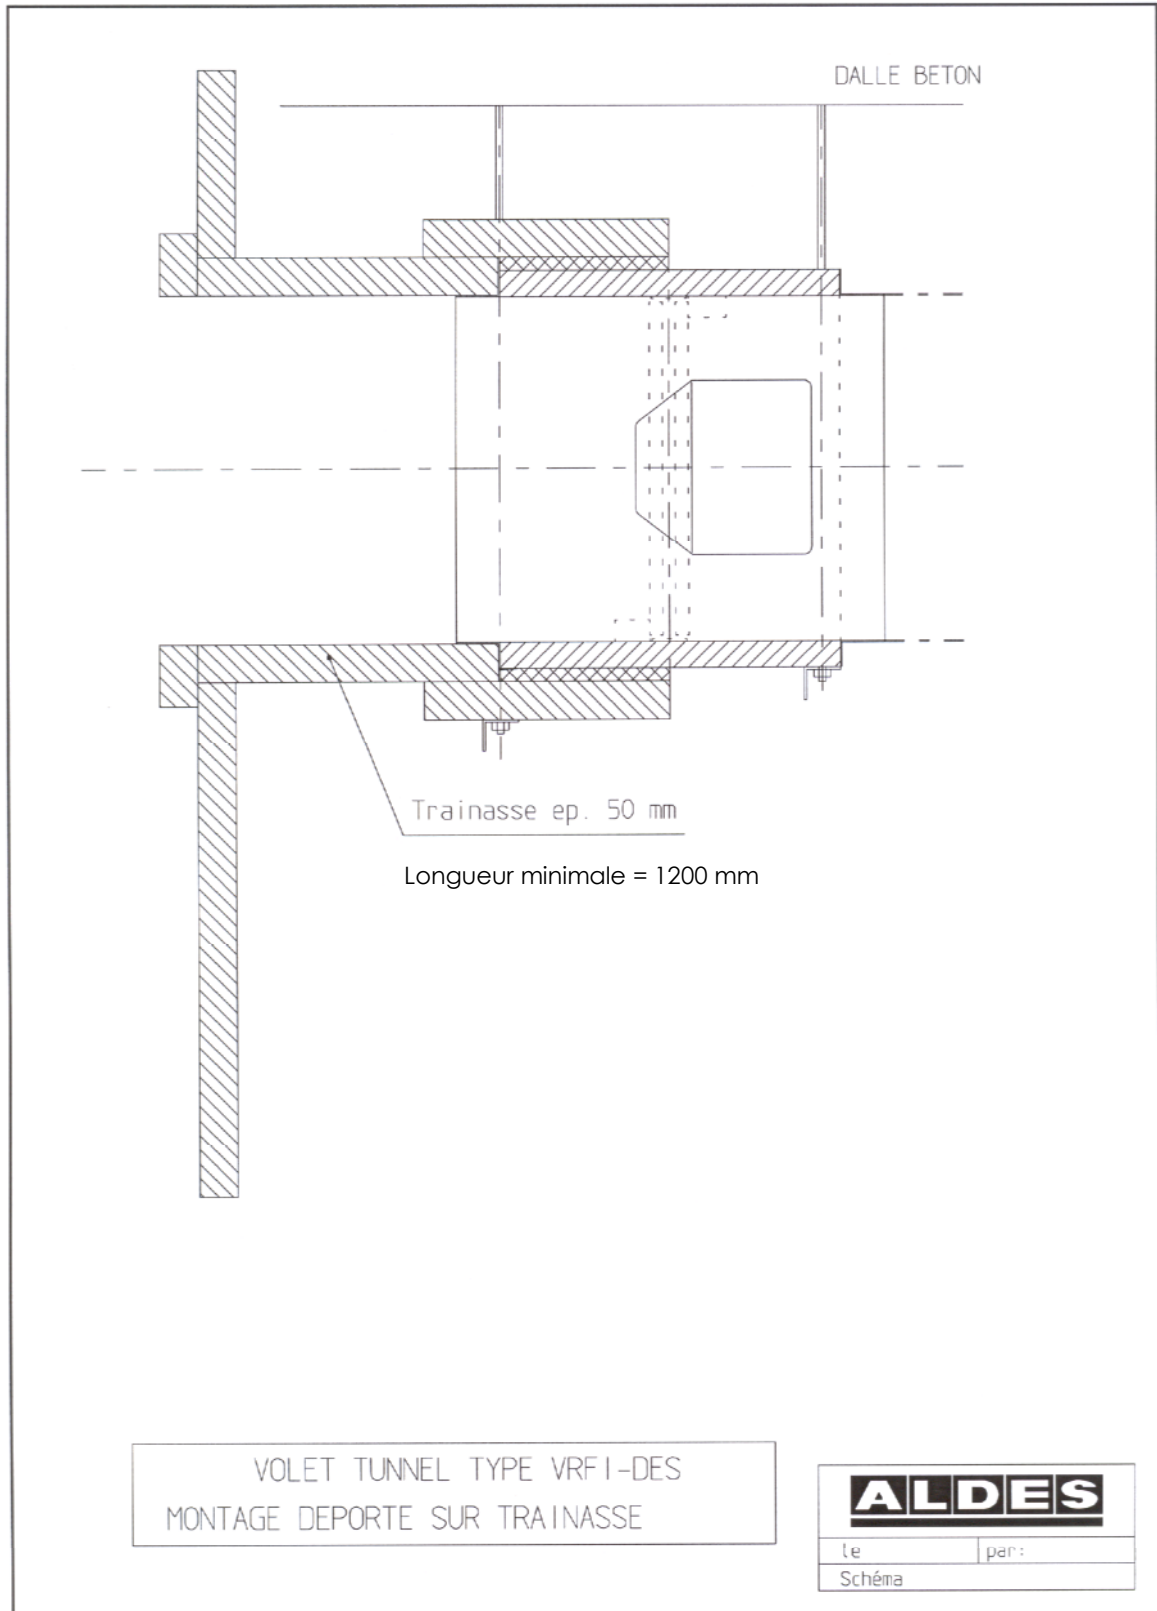 DALLE BETON
Trainasse ep. 50 mm
Longueur minimale = 1200 mm
VOLET TUNNEL TYPE VRFI-DES
MONTAGE DEPORTE SUR TRAINASSE
ALDES
le par:
Schéma